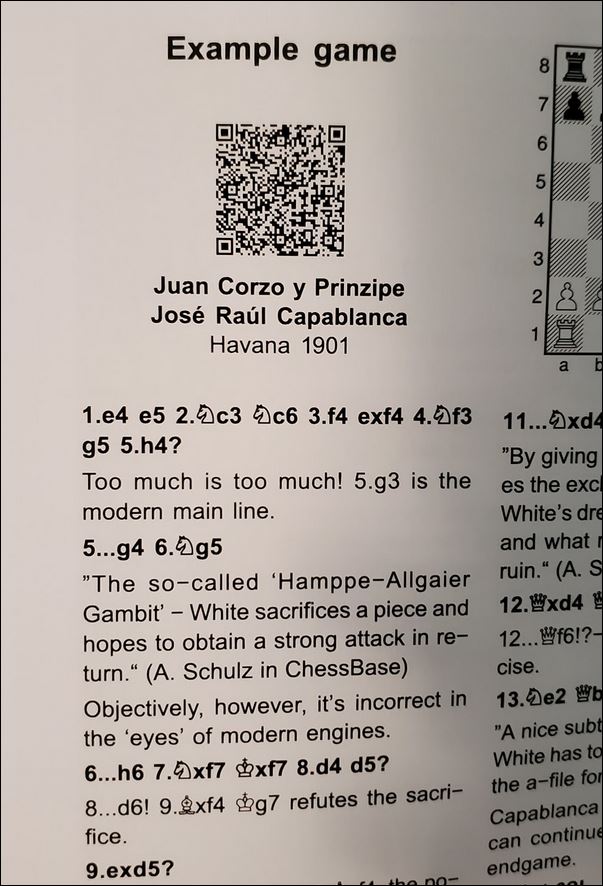 Example game
Juan Corzo y Prinzipe
José Raúl Capablanca
Havana 1901
1.e4 e5 2.♘c3 ♘c6 3.f4 exf4 4.♘f3
g5 5.h4?
Too much is too much! 5.g3 is the
modern main line.
5...g4 6.♘g5
”The so–called ‘Hamppe–Allgaier
Gambit’ – White sacrifices a piece and
hopes to obtain a strong attack in re–
turn.“ (A. Schulz in ChessBase)
Objectively, however, it’s incorrect in
the ‘eyes’ of modern engines.
6...h6 7.♘xf7 ♔xf7 8.d4 d5?
8...d6! 9.♗xf4 ♔g7 refutes the sacri–
fice.
9.exd5?
8
7
6
5
4
3
2
1
a b
11...♘xd4
”By giving
es the
White’s
and what
ruin.“ (A. S
12.♕xd4 ♕
12...♕f6!?–
cise.
13.♘e2 ♕b
”A nice
White has to
the a–file for
Capablanca
can continue
endgame.